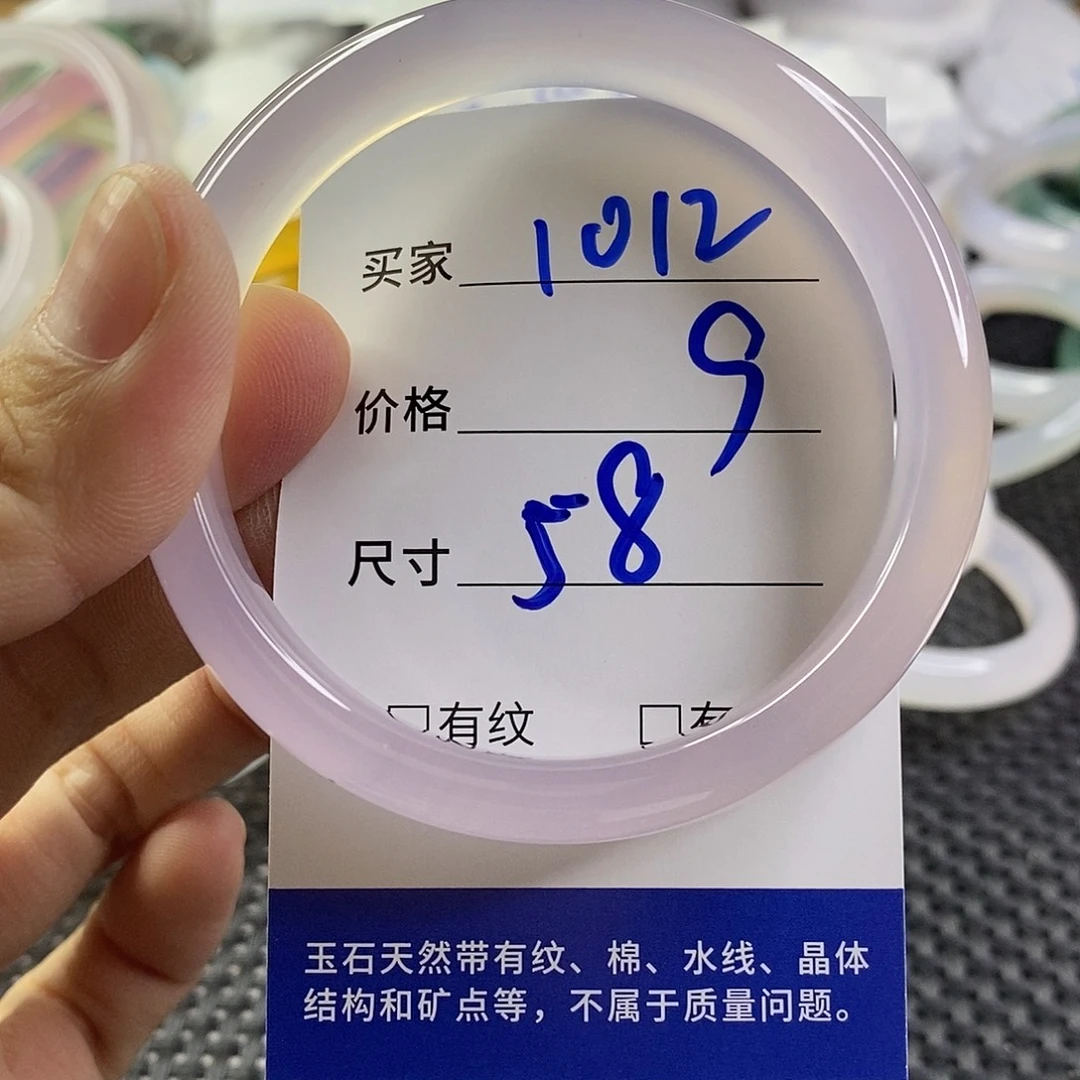 买家 1012
价格 9
尺寸 58
□有纹 □有
玉石天然带有纹、棉、水线、晶体
结构和矿点等，不属于质量问题。